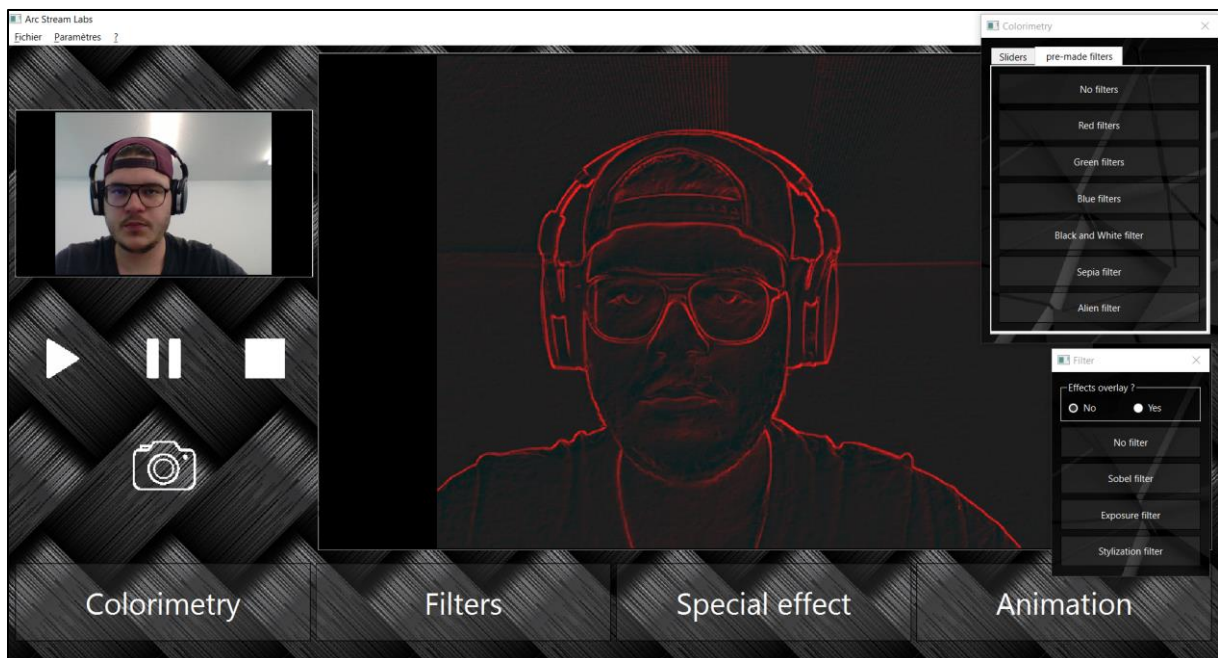 Arc Stream Labs
Fichier Paramètres ?
Colorimetry
Sliders pre-made filters
No filters
Red filters
Green filters
Blue filters
Black and White filter
Sepia filter
Alien filter
Filter
Effects overlay ?
No Yes
No filter
Sobel filter
Exposure filter
Stylization filter
Colorimetry Filters Special effect Animation